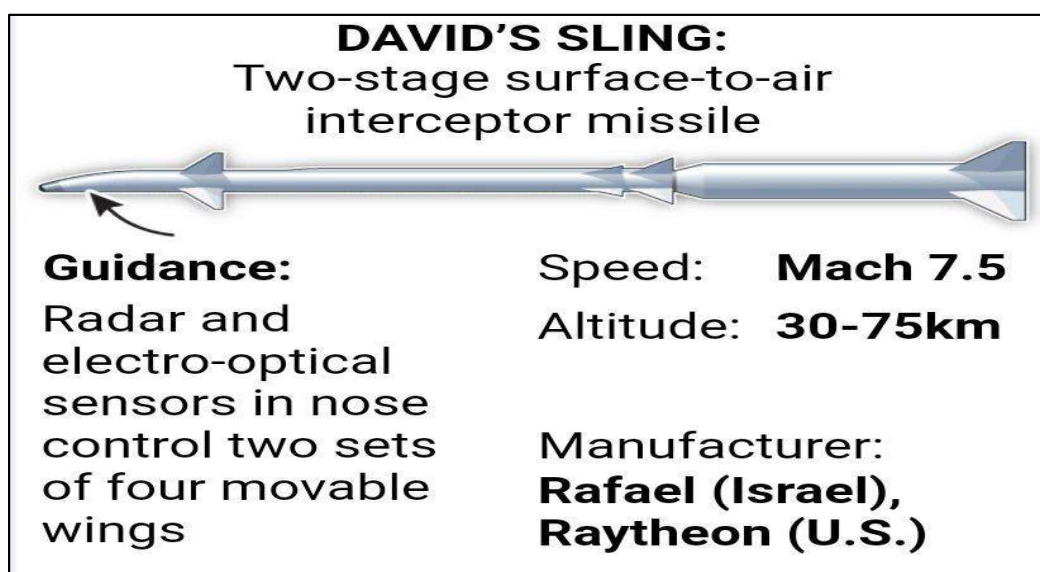 DAVID’S SLING:
Two-stage surface-to-air
interceptor missile
Guidance:
Radar and
electro-optical
sensors in nose
control two sets
of four movable
wings
Speed: Mach 7.5
Altitude: 30-75km
Manufacturer:
Rafael (Israel),
Raytheon (U.S.)